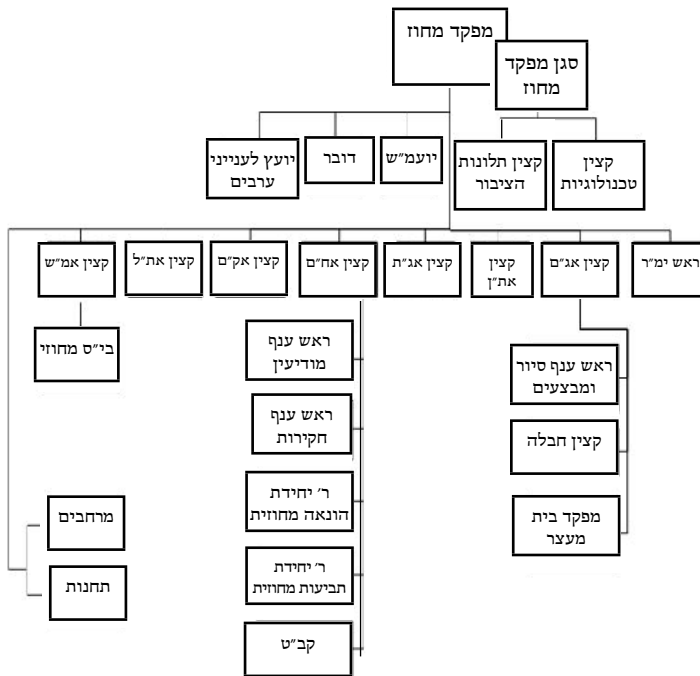 מפקד מחוז
סגן מפקד
מחוז
יועץ לענייני
ערבים
דובר
יועמ״ש
קצין תלונות
הציבור
קצין
טכנולוגיות
ראש ימ״ר
קצין אג״ם
קצין
את״ן
קצין אג״ת
קצין אח״ם
קצין אק״ם
קצין את״ל
קצין אמ״ש
בי״ס מחוזי
ראש ענף
מודיעין
ראש ענף
חקירות
ר׳ יחידת
הונאה מחוזית
ר׳ יחידת
תביעות מחוזית
קב״ט
ראש ענף סיור
ומבצעים
קצין חבלה
מפקד בית
מעצר
מרחבים
תחנות